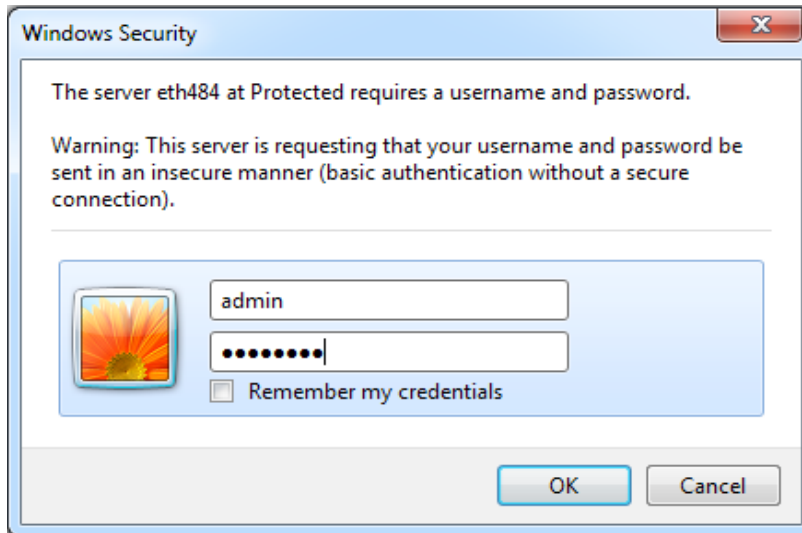 Windows Security
The server eth484 at Protected requires a username and password.
Warning: This server is requesting that your username and password be
sent in an insecure manner (basic authentication without a secure
connection).
admin
●●●●●●●●
Remember my credentials
OK
Cancel